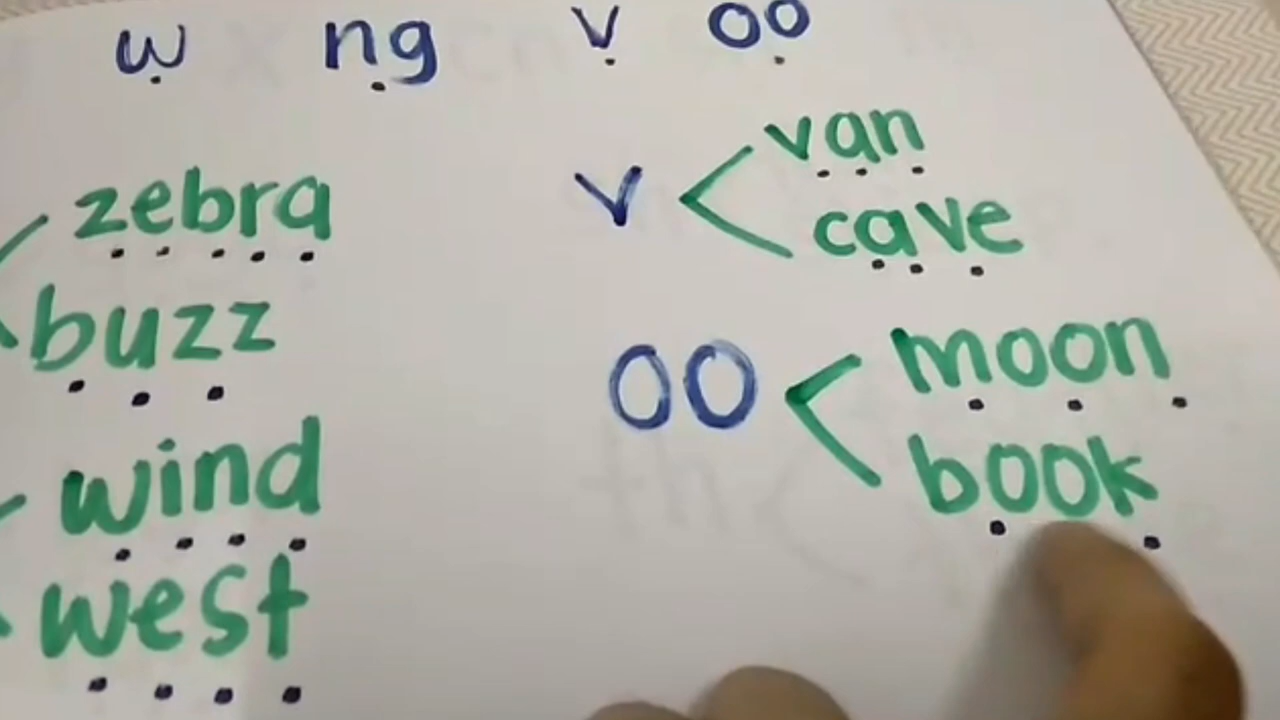 w ng v oo
zebra
buzz
wind
west
v
van
cave
oo
moon
book